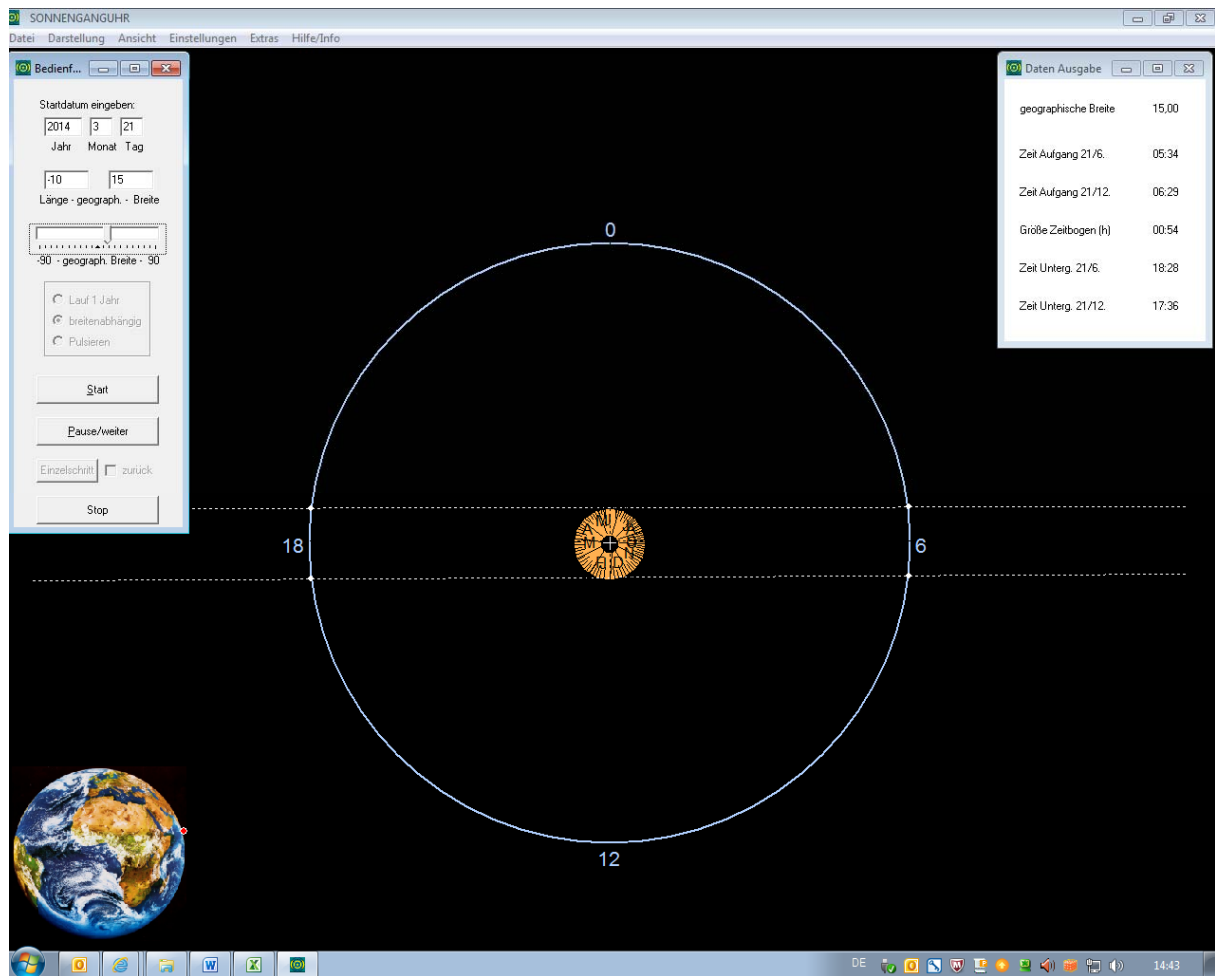 SONNENGANGUHR
Datei Darstellung Ansicht Einstellungen Extras Hilfe/Info
Bedienf...
Startdatum eingeben:
2014 3 21
Jahr Monat Tag
-10 15
Länge - geograph. - Breite
-90 - geograph. Breite - 90
Lauf 1 Jahr
breitenabhängig
Pulsieren
Start
Pause/weiter
Einzelschritt zurück
Stop
Daten Ausgabe
geographische Breite 15,00
Zeit Aufgang 21/6. 05:34
Zeit Aufgang 21/12. 06:29
Größe Zeitbogen (h) 00:54
Zeit Unterg. 21/6. 18:28
Zeit Unterg. 21/12. 17:36
0
18 6
12
DE 14:43